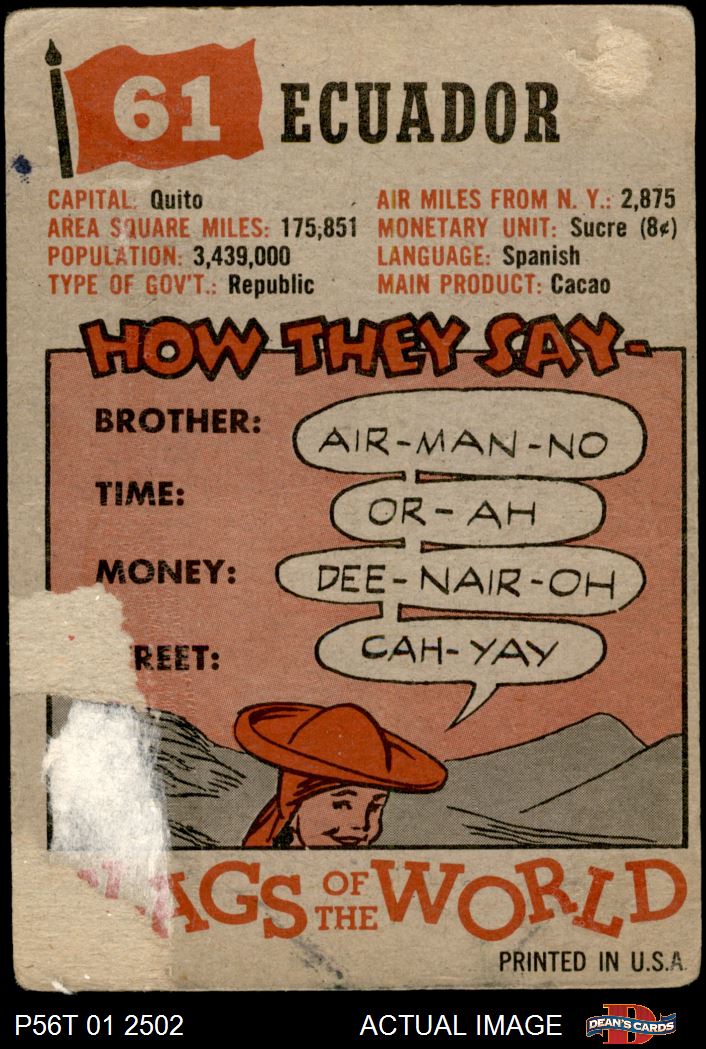 61 ECUADOR
CAPITAL: Quito
AREA SQUARE MILES: 175,851
POPULATION: 3,439,000
TYPE OF GOV'T.: Republic
AIR MILES FROM N. Y.: 2,875
MONETARY UNIT: Sucre (8¢)
LANGUAGE: Spanish
MAIN PRODUCT: Cacao
HOW THEY SAY-
BROTHER: AIR-MAN-NO
TIME: OR-AH
MONEY: DEE-NAIR-OH
REET: CAH-YAY
AGS OF THE WORLD
PRINTED IN U.S.A.
P56T 01 2502 ACTUAL IMAGE DEAN'S CARDS